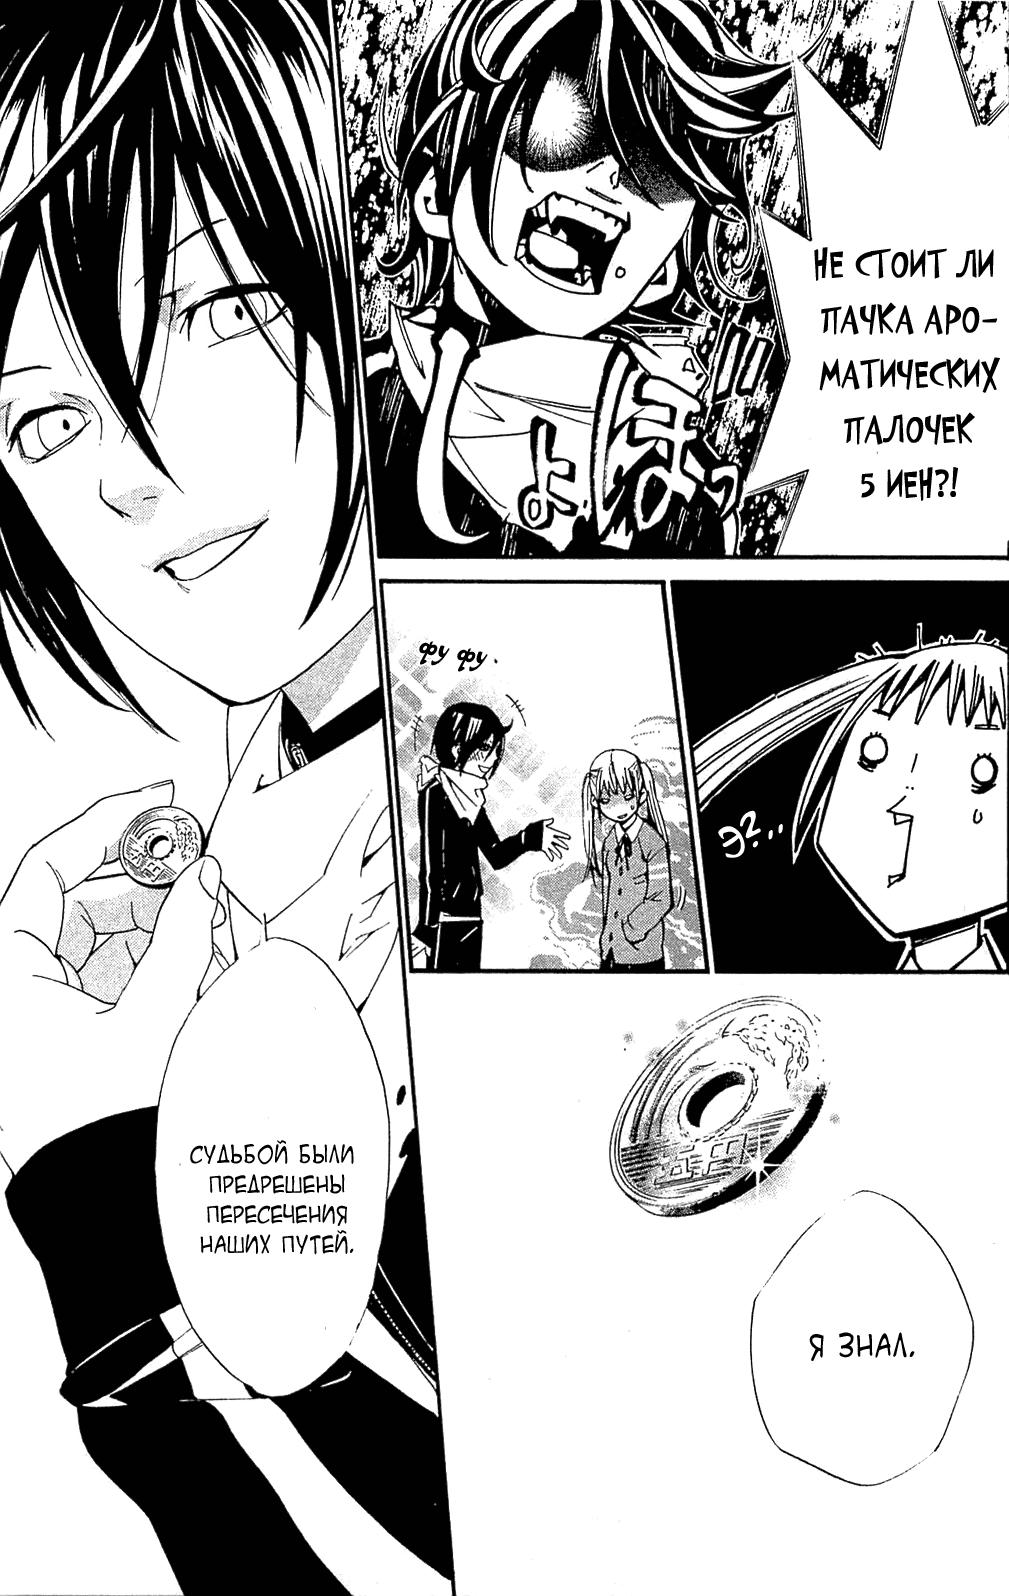 НЕ СТОИТ ЛИ
ПАЧКА АРО-
МАТИЧЕСКИХ
ПАЛОЧЕК
5 ИЕН?!
Э?...
ФУ ФУ.
Я ЗНАЛ.
СУДЬБОЙ БЫЛИ
ПРЕДРЕШЕНЫ
ПЕРЕСЕЧЕНИЯ
НАШИХ ПУТЕЙ.